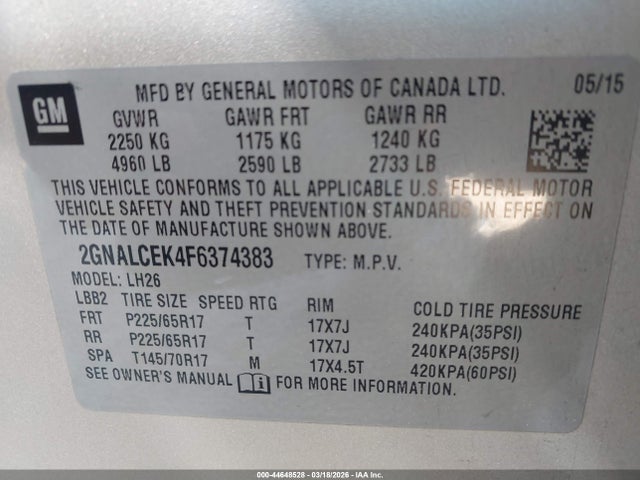 GM
MFD BY GENERAL MOTORS OF CANADA LTD. 05/15
GVWR GAWR FRT GAWR RR
2250 KG 1175 KG 1240 KG
4960 LB 2590 LB 2733 LB
THIS VEHICLE CONFORMS TO ALL APPLICABLE U.S. FEDERAL MOTOR
VEHICLE SAFETY AND THEFT PREVENTION STANDARDS IN EFFECT ON
THE DATE OF MANUFACTURE SHOWN ABOVE.
2GNALCEK4F6374383 TYPE: M.P.V.
MODEL: LH26
LBB2 TIRE SIZE SPEED RTG RIM COLD TIRE PRESSURE
FRT P225/65R17 T 17X7J 240KPA(35PSI)
RR P225/65R17 T 17X7J 240KPA(35PSI)
SPA T145/70R17 M 17X4.5T 420KPA(60PSI)
SEE OWNER'S MANUAL i FOR MORE INFORMATION.
000-44648528 - 03/18/2026 - IAA Inc.